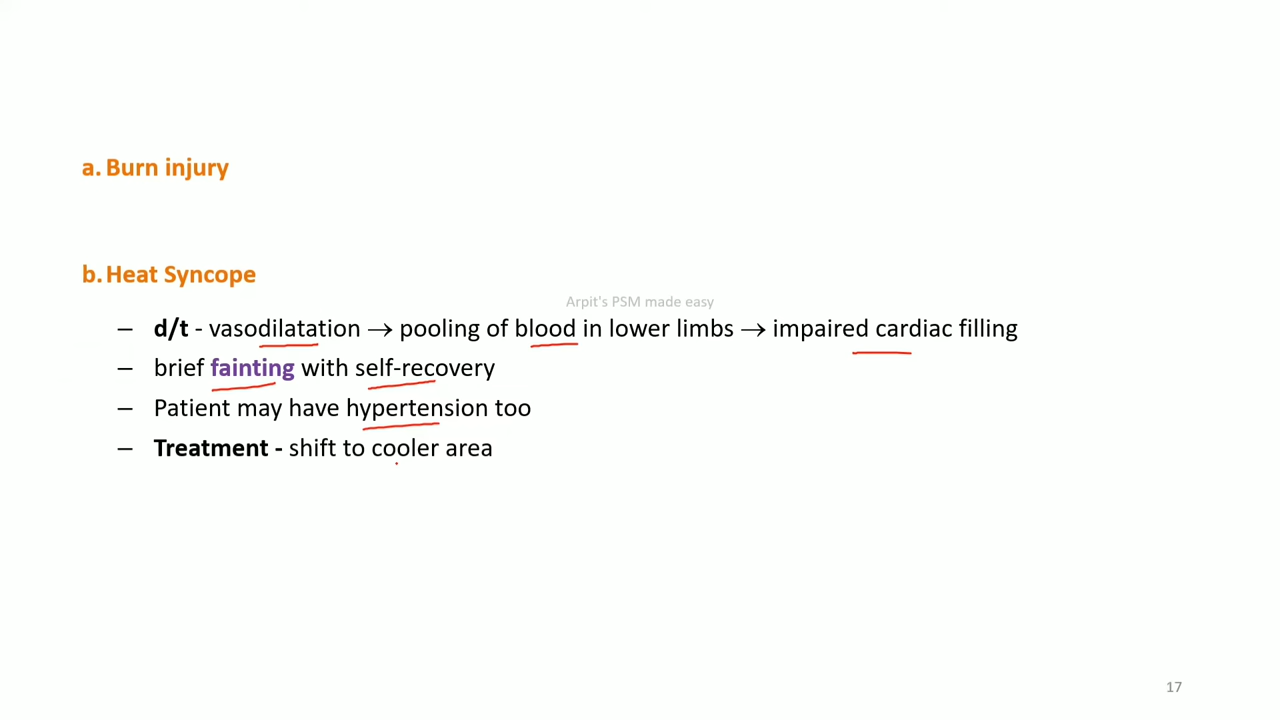 a. Burn injury
b. Heat Syncope
Arpit's PSM made easy
– d/t - vasodilatation → pooling of blood in lower limbs → impaired cardiac filling
– brief fainting with self-recovery
– Patient may have hypertension too
– Treatment - shift to cooler area
17